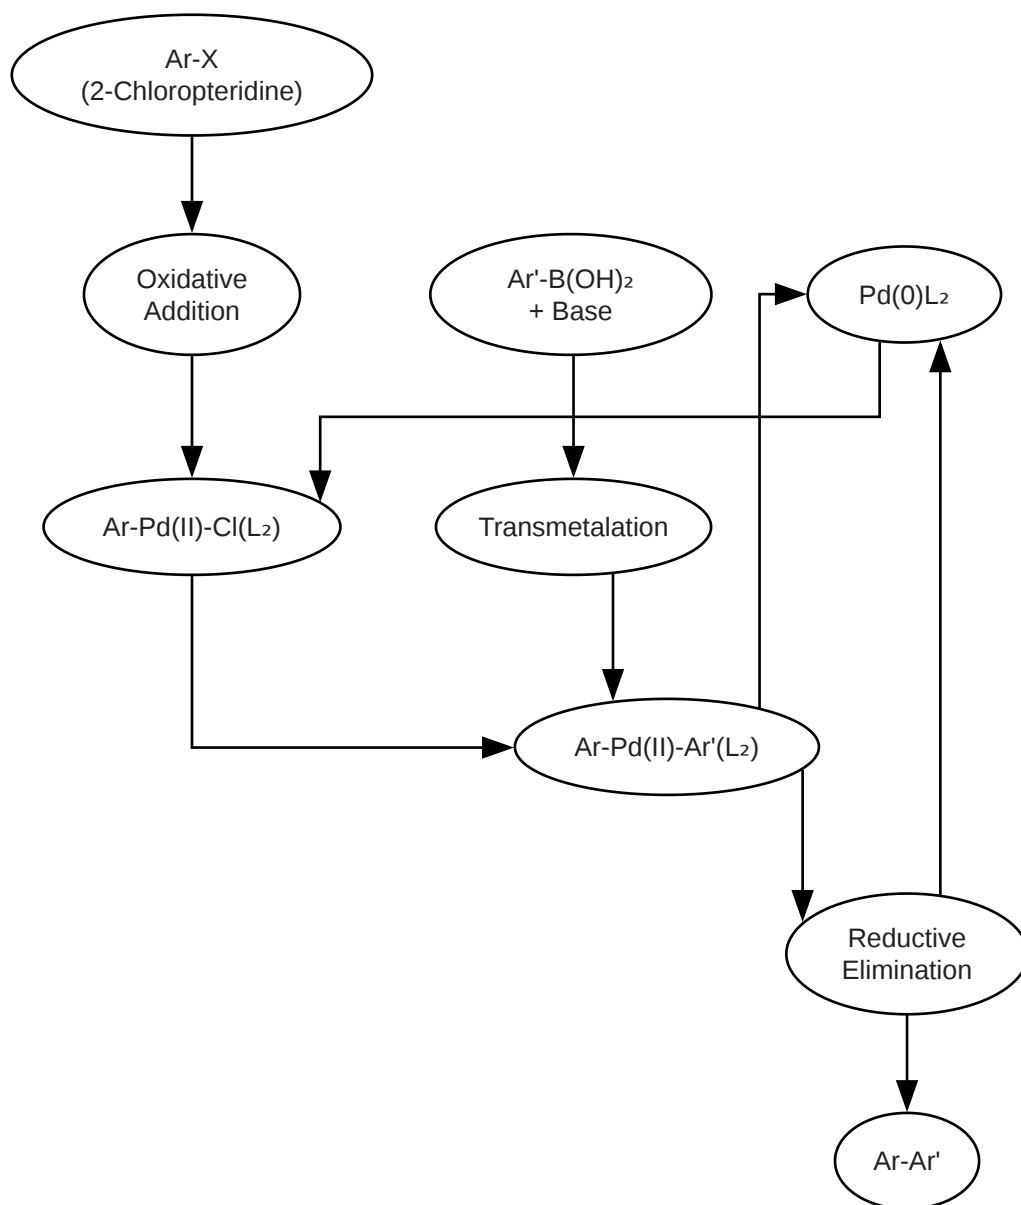 Ar-X
(2-Chloropteridine)
Oxidative
Addition
Ar'-B(OH)₂
+ Base
Pd(0)L₂
Ar-Pd(II)-Cl(L₂)
Transmetalation
Ar-Pd(II)-Ar'(L₂)
Reductive
Elimination
Ar-Ar'